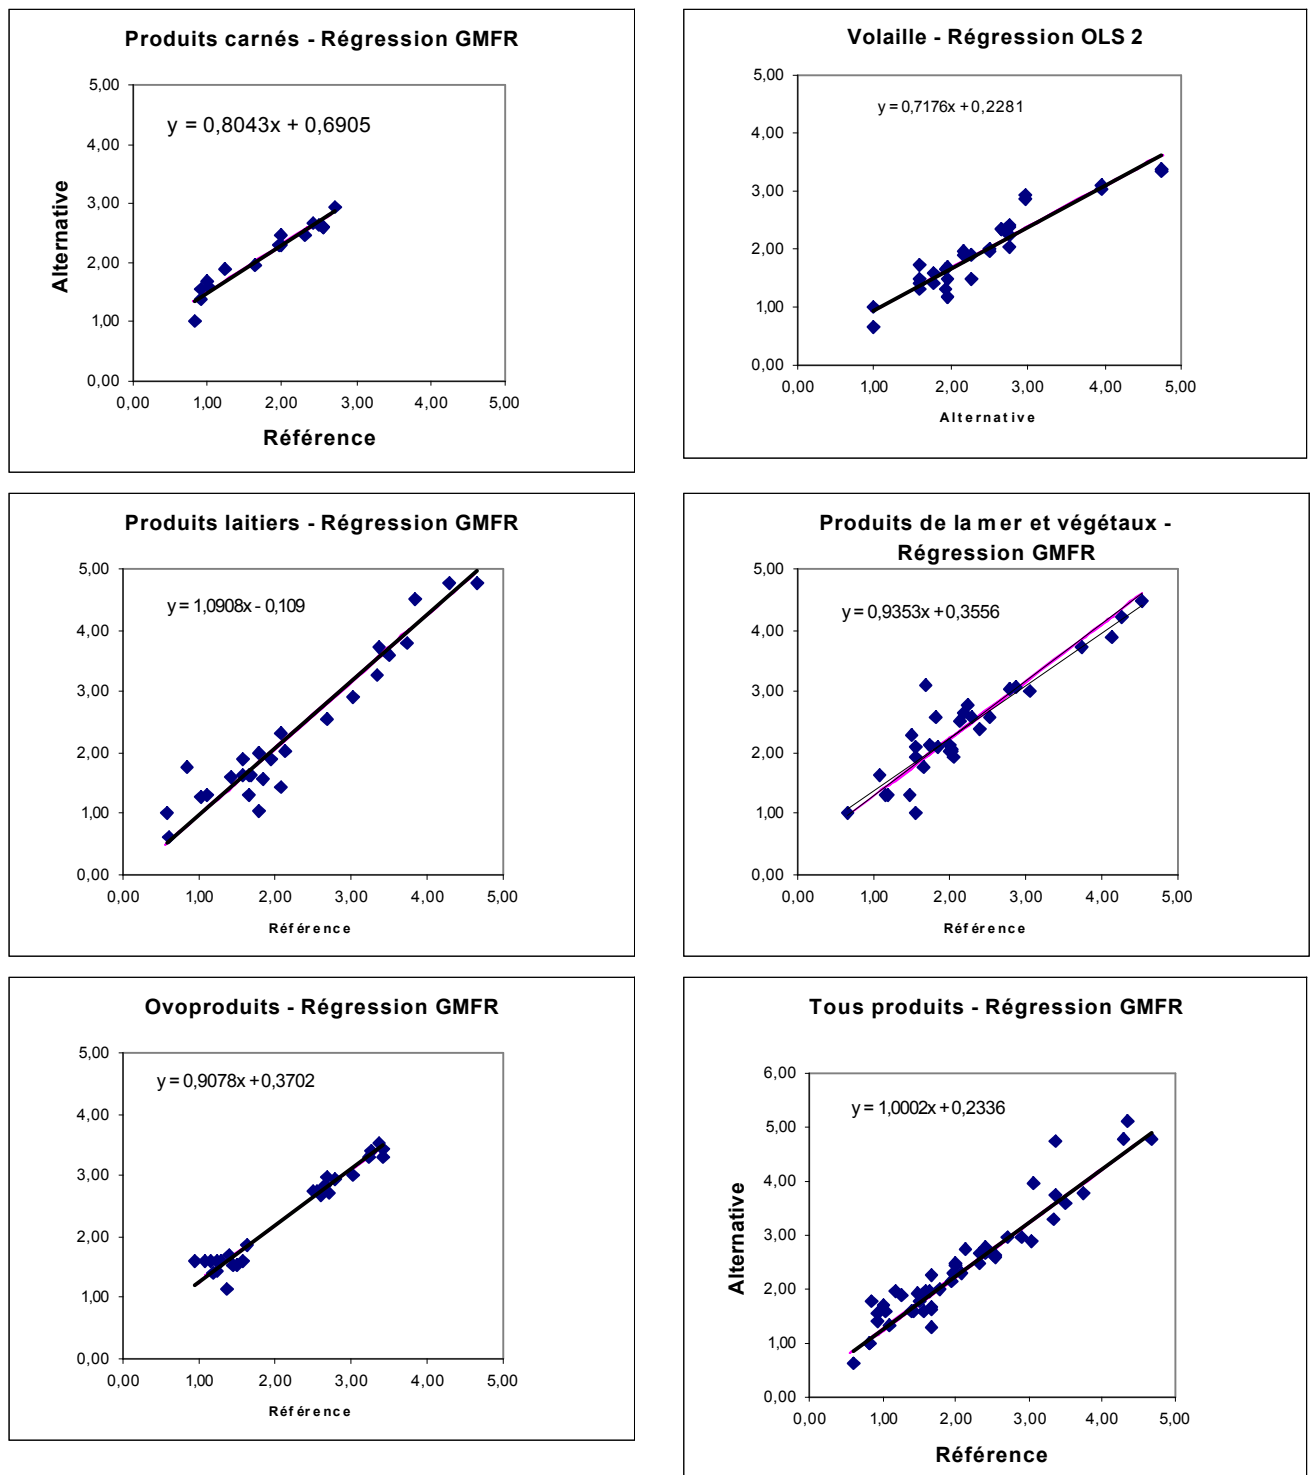 Produits carnés - Régression GMFR
5,00
y = 0,8043x + 0,6905
4,00
3,00
2,00
1,00
0,00
Alternative
0,00 1,00 2,00 3,00 4,00 5,00
Référence
Volaille - Régression OLS 2
5,00
y = 0,7176x + 0,2281
4,00
3,00
2,00
1,00
0,00
0,00 1,00 2,00 3,00 4,00 5,00
Alternative
Produits laitiers - Régression GMFR
5,00
y = 1,0908x - 0,109
4,00
3,00
2,00
1,00
0,00
0,00 1,00 2,00 3,00 4,00 5,00
Référence
Produits de la mer et végétaux -
Régression GMFR
5,00
y = 0,9353x + 0,3556
4,00
3,00
2,00
1,00
0,00
0,00 1,00 2,00 3,00 4,00 5,00
Référence
Ovoproduits - Régression GMFR
5,00
y = 0,9078x + 0,3702
4,00
3,00
2,00
1,00
0,00
0,00 1,00 2,00 3,00 4,00 5,00
Référence
Tous produits - Régression GMFR
6,00
y = 1,0002x + 0,2336
5,00
4,00
3,00
2,00
1,00
0,00
Alternative
0,00 1,00 2,00 3,00 4,00 5,00
Référence